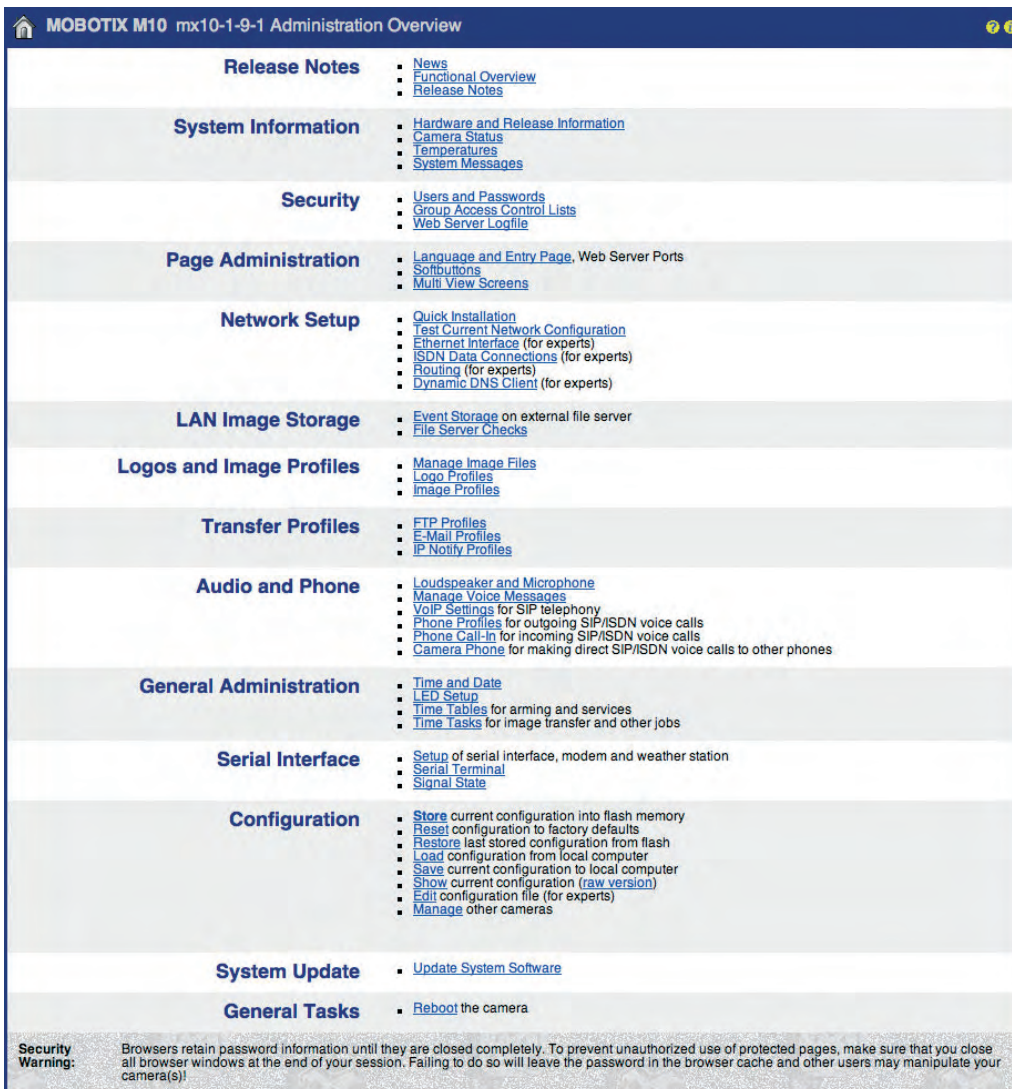 MOBOTIX M10 mx10-1-9-1 Administration Overview
Release Notes
News
Functional Overview
Release Notes
System Information
Hardware and Release Information
Camera Status
Temperatures
System Messages
Security
Users and Passwords
Group Access Control Lists
Web Server Logfile
Page Administration
Language and Entry Page, Web Server Ports
Softbuttons
Multi View Screens
Network Setup
Quick Installation
Test Current Network Configuration
Ethernet Interface (for experts)
ISDN Data Connections (for experts)
Routing (for experts)
Dynamic DNS Client (for experts)
LAN Image Storage
Event Storage on external file server
File Server Checks
Logos and Image Profiles
Manage Image Files
Logo Profiles
Image Profiles
Transfer Profiles
FTP Profiles
E-Mail Profiles
IP Notify Profiles
Audio and Phone
Loudspeaker and Microphone
Manage Voice Messages
VoIP Settings for SIP telephony
Phone Profiles for outgoing SIP/ISDN voice calls
Phone Call-In for incoming SIP/ISDN voice calls
Camera Phone for making direct SIP/ISDN voice calls to other phones
General Administration
Time and Date
LED Setup
Time Tables for arming and services
Time Tasks for image transfer and other jobs
Serial Interface
Setup of serial interface, modem and weather station
Serial Terminal
Signal State
Configuration
Store current configuration into flash memory
Reset configuration to factory defaults
Restore last stored configuration from flash
Load configuration from local computer
Save current configuration to local computer
Show current configuration (raw version)
Edit configuration file (for experts)
Manage other cameras
System Update
Update System Software
General Tasks
Reboot the camera
Security Warning:
Browsers retain password information until they are closed completely. To prevent unauthorized use of protected pages, make sure that you close
all browser windows at the end of your session. Failing to do so will leave the password in the browser cache and other users may manipulate your
camera(s)!